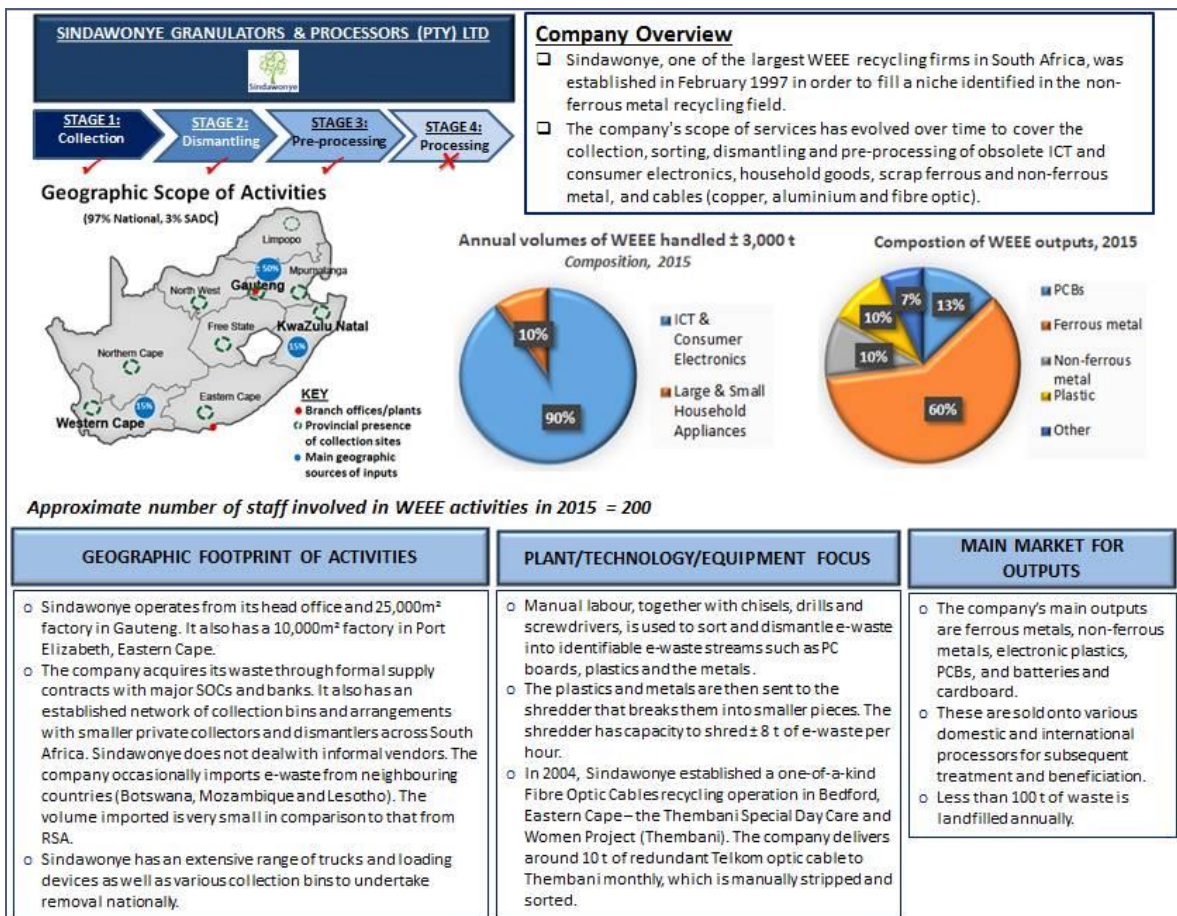 SINDAWONYE GRANULATORS & PROCESSORS (PTY) LTD
Sindawonye
STAGE 1:
Collection
STAGE 2:
Dismantling
STAGE 3:
Pre-processing
STAGE 4:
Processing
Company Overview
Sindawonye, one of the largest WEEE recycling firms in South Africa, was
established in February 1997 in order to fill a niche identified in the non-
ferrous metal recycling field.
The company's scope of services has evolved over time to cover the
collection, sorting, dismantling and pre-processing of obsolete ICT and
consumer electronics, household goods, scrap ferrous and non-ferrous
metal, and cables (copper, aluminium and fibre optic).
Geographic Scope of Activities
(97% National, 3% SADC)
Limpopo
± 50%
Mpumalanga
North West
Gauteng
Free State
KwaZulu Natal
15%
Northern Cape
15%
Eastern Cape
Western Cape
KEY
Branch offices/plants
Provincial presence
of collection sites
Main geographic
sources of inputs
Annual volumes of WEEE handled ± 3,000 t
Composition, 2015
10%
90%
ICT &
Consumer
Electronics
Large & Small
Household
Appliances
Compostion of WEEE outputs, 2015
7%
13%
10%
10%
60%
PCBs
Ferrous metal
Non-ferrous
metal
Plastic
Other
Approximate number of staff involved in WEEE activities in 2015 = 200
GEOGRAPHIC FOOTPRINT OF ACTIVITIES
o Sindawonye operates from its head office and 25,000m² 
factory in Gauteng. It also has a 10,000m² factory in Port
Elizabeth, Eastern Cape.
o The company acquires its waste through formal supply
contracts with major SOCs and banks. It also has an
established network of collection bins and arrangements
with smaller private collectors and dismantlers across South
Africa. Sindawonye does not deal with informal vendors. The
company occasionally imports e-waste from neighbouring
countries (Botswana, Mozambique and Lesotho). The
volume imported is very small in comparison to that from
RSA.
o Sindawonye has an extensive range of trucks and loading
devices as well as various collection bins to undertake
removal nationally.
PLANT/TECHNOLOGY/EQUIPMENT FOCUS
o Manual labour, together with chisels, drills and
screwdrivers, is used to sort and dismantle e-waste
into identifiable e-waste streams such as PC
boards, plastics and the metals.
o The plastics and metals are then sent to the
shredder that breaks them into smaller pieces. The
shredder has capacity to shred ± 8 t of e-waste per
hour.
o In 2004, Sindawonye established a one-of-a-kind
Fibre Optic Cables recycling operation in Bedford,
Eastern Cape – the Thembani Special Day Care and
Women Project (Thembani). The company delivers
around 10 t of redundant Telkom optic cable to
Thembani monthly, which is manually stripped and
sorted.
MAIN MARKET FOR
OUTPUTS
o The company's main outputs
are ferrous metals, non-ferrous
metals, electronic plastics,
PCBs, and batteries and
cardboard.
o These are sold onto various
domestic and international
processors for subsequent
treatment and beneficiation.
o Less than 100 t of waste is
landfilled annually.